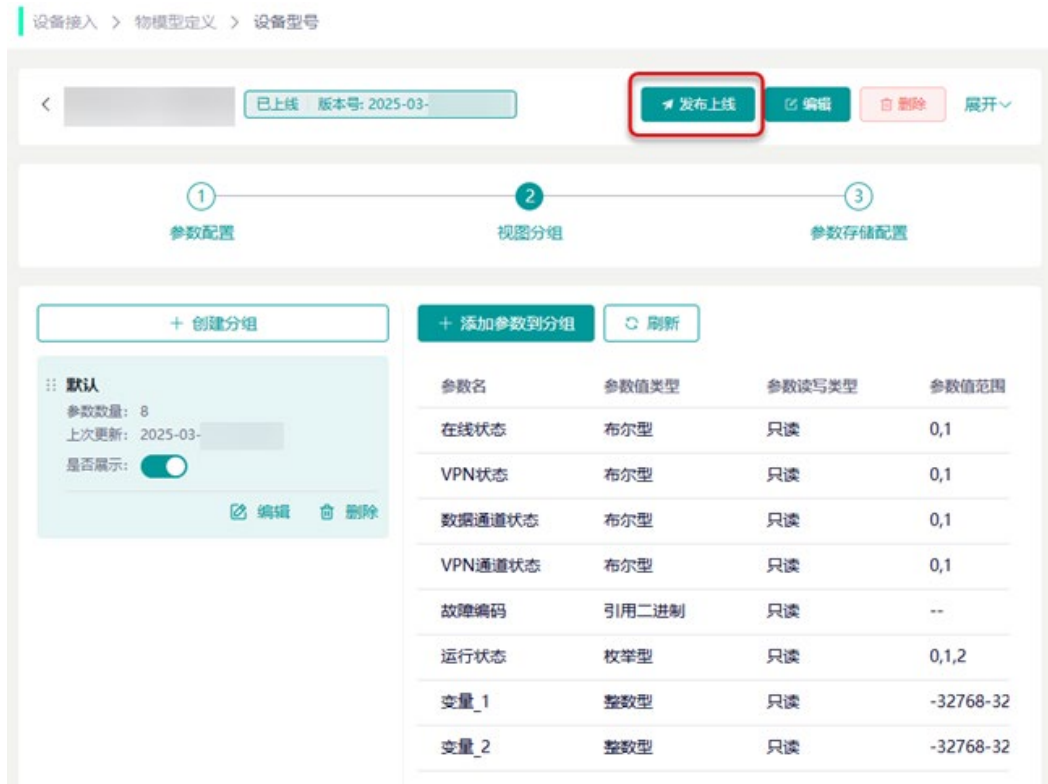 设备接入 > 物模型定义 > 设备型号
已上线 版本号: 2025-03-
发布上线 编辑 删除 展开
1 2 3
参数配置 视图分组 参数存储配置
+ 创建分组 + 添加参数到分组 刷新
默认
参数数量: 8
上次更新: 2025-03-
是否展示:
编辑 删除
参数名 参数值类型 参数读写类型 参数值范围
在线状态 布尔型 只读 0,1
VPN状态 布尔型 只读 0,1
数据通道状态 布尔型 只读 0,1
VPN通道状态 布尔型 只读 0,1
故障编码 引用二进制 只读 --
运行状态 枚举型 只读 0,1,2
变量_1 整数型 只读 -32768-32
变量_2 整数型 只读 -32768-32